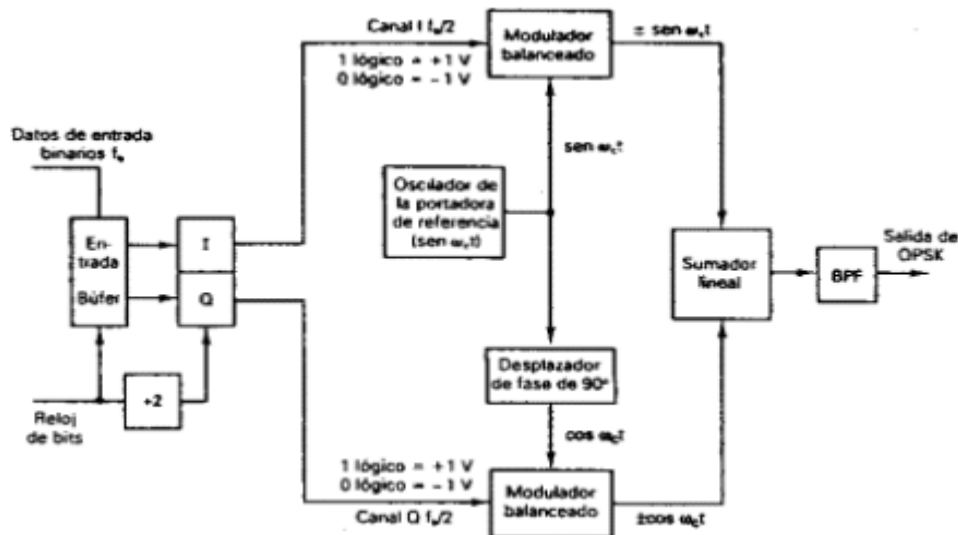 Canal I fb/2
1 lógico = +1 V
0 lógico = -1 V
Modulador
balanceado
± sen ωct
Datos de entrada
binarios fb
sen ωct
Oscilador de
la portadora
de referencia
(sen ωct)
En-
trada
Búfer
I
Q
Sumador
lineal
BPF
Salida de
QPSK
÷2
Reloj
de bits
Desplazador
de fase de 90°
cos ωct
1 lógico = +1 V
0 lógico = -1 V
Canal Q fb/2
Modulador
balanceado
±cos ωct